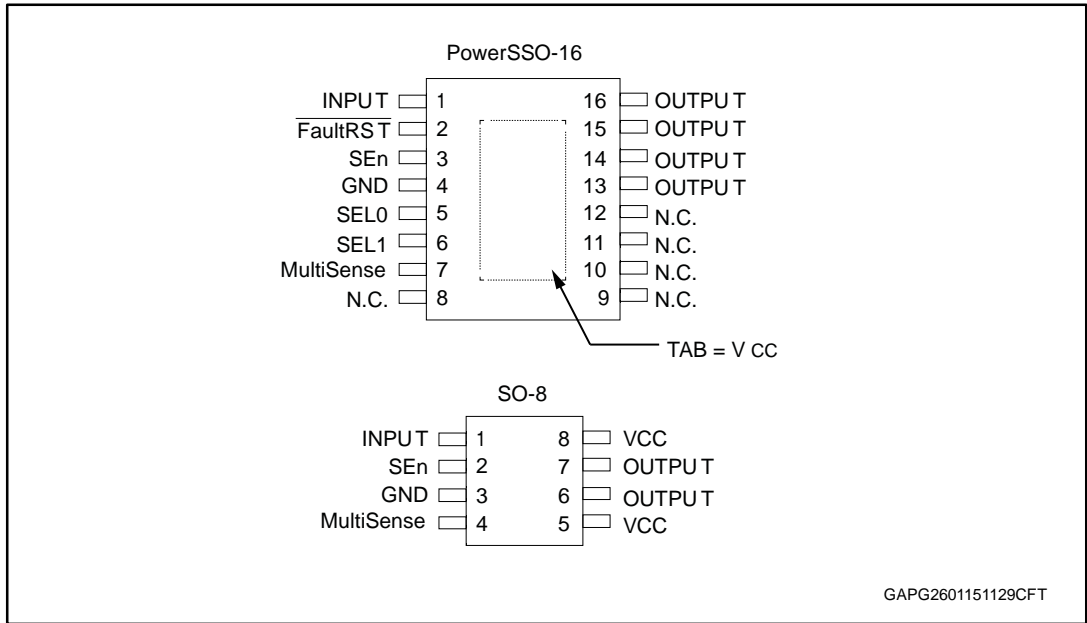 PowerSSO-16
INPUT 1 16 OUTPUT
FaultRST 2 15 OUTPUT
SEn 3 14 OUTPUT
GND 4 13 OUTPUT
SEL0 5 12 N.C.
SEL1 6 11 N.C.
MultiSense 7 10 N.C.
N.C. 8 9 N.C.
TAB = V CC
SO-8
INPUT 1 8 VCC
SEn 2 7 OUTPUT
GND 3 6 OUTPUT
MultiSense 4 5 VCC
GAPG2601151129CFT